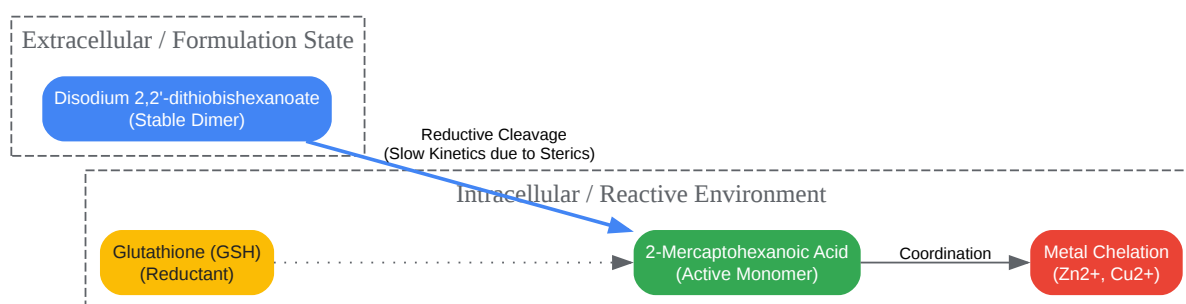 Extracellular / Formulation State
Disodium 2,2'-dithiobishexanoate
(Stable Dimer)
Reductive Cleavage
(Slow Kinetics due to Sterics)
Intracellular / Reactive Environment
Glutathione (GSH)
(Reductant)
2-Mercaptohexanoic Acid
(Active Monomer)
Coordination
Metal Chelation
(Zn2+, Cu2+)